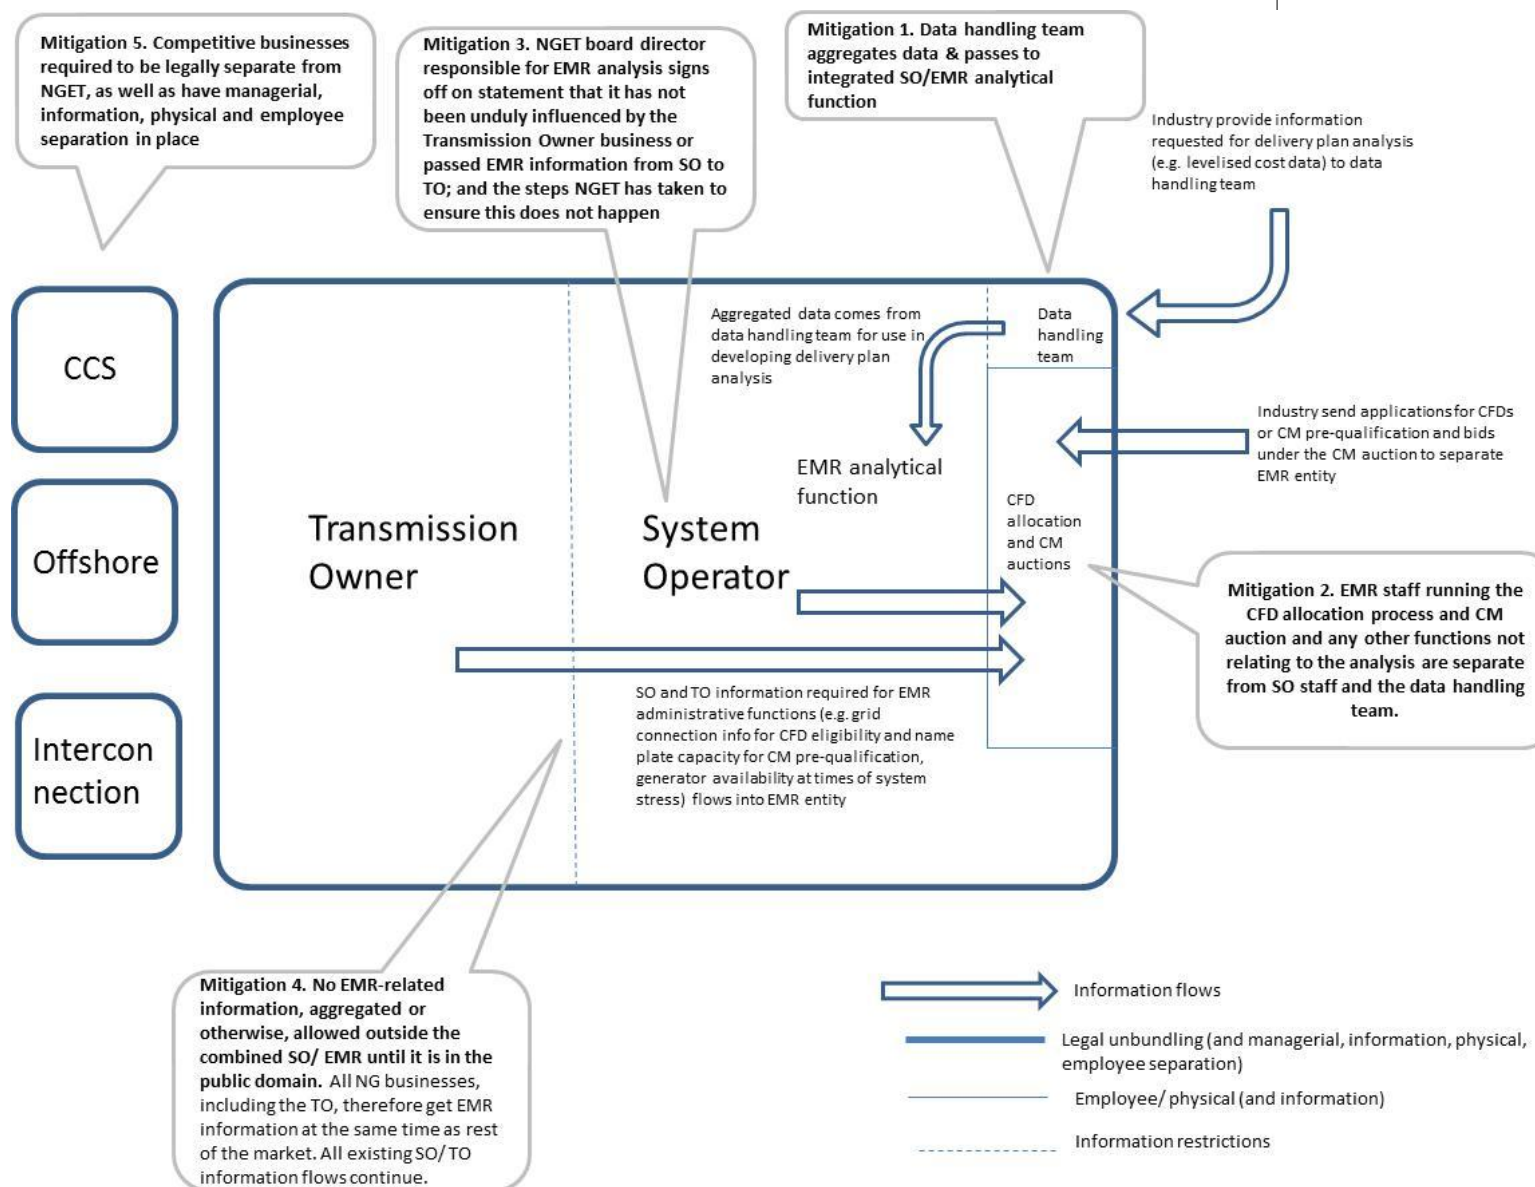 Mitigation 5. Competitive businesses
required to be legally separate from
NGET, as well as have managerial,
information, physical and employee
separation in place
Mitigation 3. NGET board director
responsible for EMR analysis signs
off on statement that it has not
been unduly influenced by the
Transmission Owner business or
passed EMR information from SO to
TO; and the steps NGET has taken to
ensure this does not happen
Mitigation 1. Data handling team
aggregates data & passes to
integrated SO/EMR analytical
function
Industry provide information
requested for delivery plan analysis
(e.g. levelised cost data) to data
handling team
CCS
Offshore
Intercon
nection
Transmission
Owner
System
Operator
Aggregated data comes from
data handling team for use in
developing delivery plan
analysis
EMR analytical
function
Data
handling
team
CFD
allocation
and CM
auctions
Industry send applications for CFDs
or CM pre-qualification and bids
under the CM auction to separate
EMR entity
Mitigation 2. EMR staff running the
CFD allocation process and CM
auction and any other functions not
relating to the analysis are separate
from SO staff and the data handling
team.
SO and TO information required for EMR
administrative functions (e.g. grid
connection info for CFD eligibility and name
plate capacity for CM pre-qualification,
generator availability at times of system
stress) flows into EMR entity
Mitigation 4. No EMR-related
information, aggregated or
otherwise, allowed outside the
combined SO/ EMR until it is in the
public domain. All NG businesses,
including the TO, therefore get EMR
information at the same time as rest
of the market. All existing SO/TO
information flows continue.
Information flows
Legal unbundling (and managerial, information, physical,
employee separation)
Employee/ physical (and information)
Information restrictions